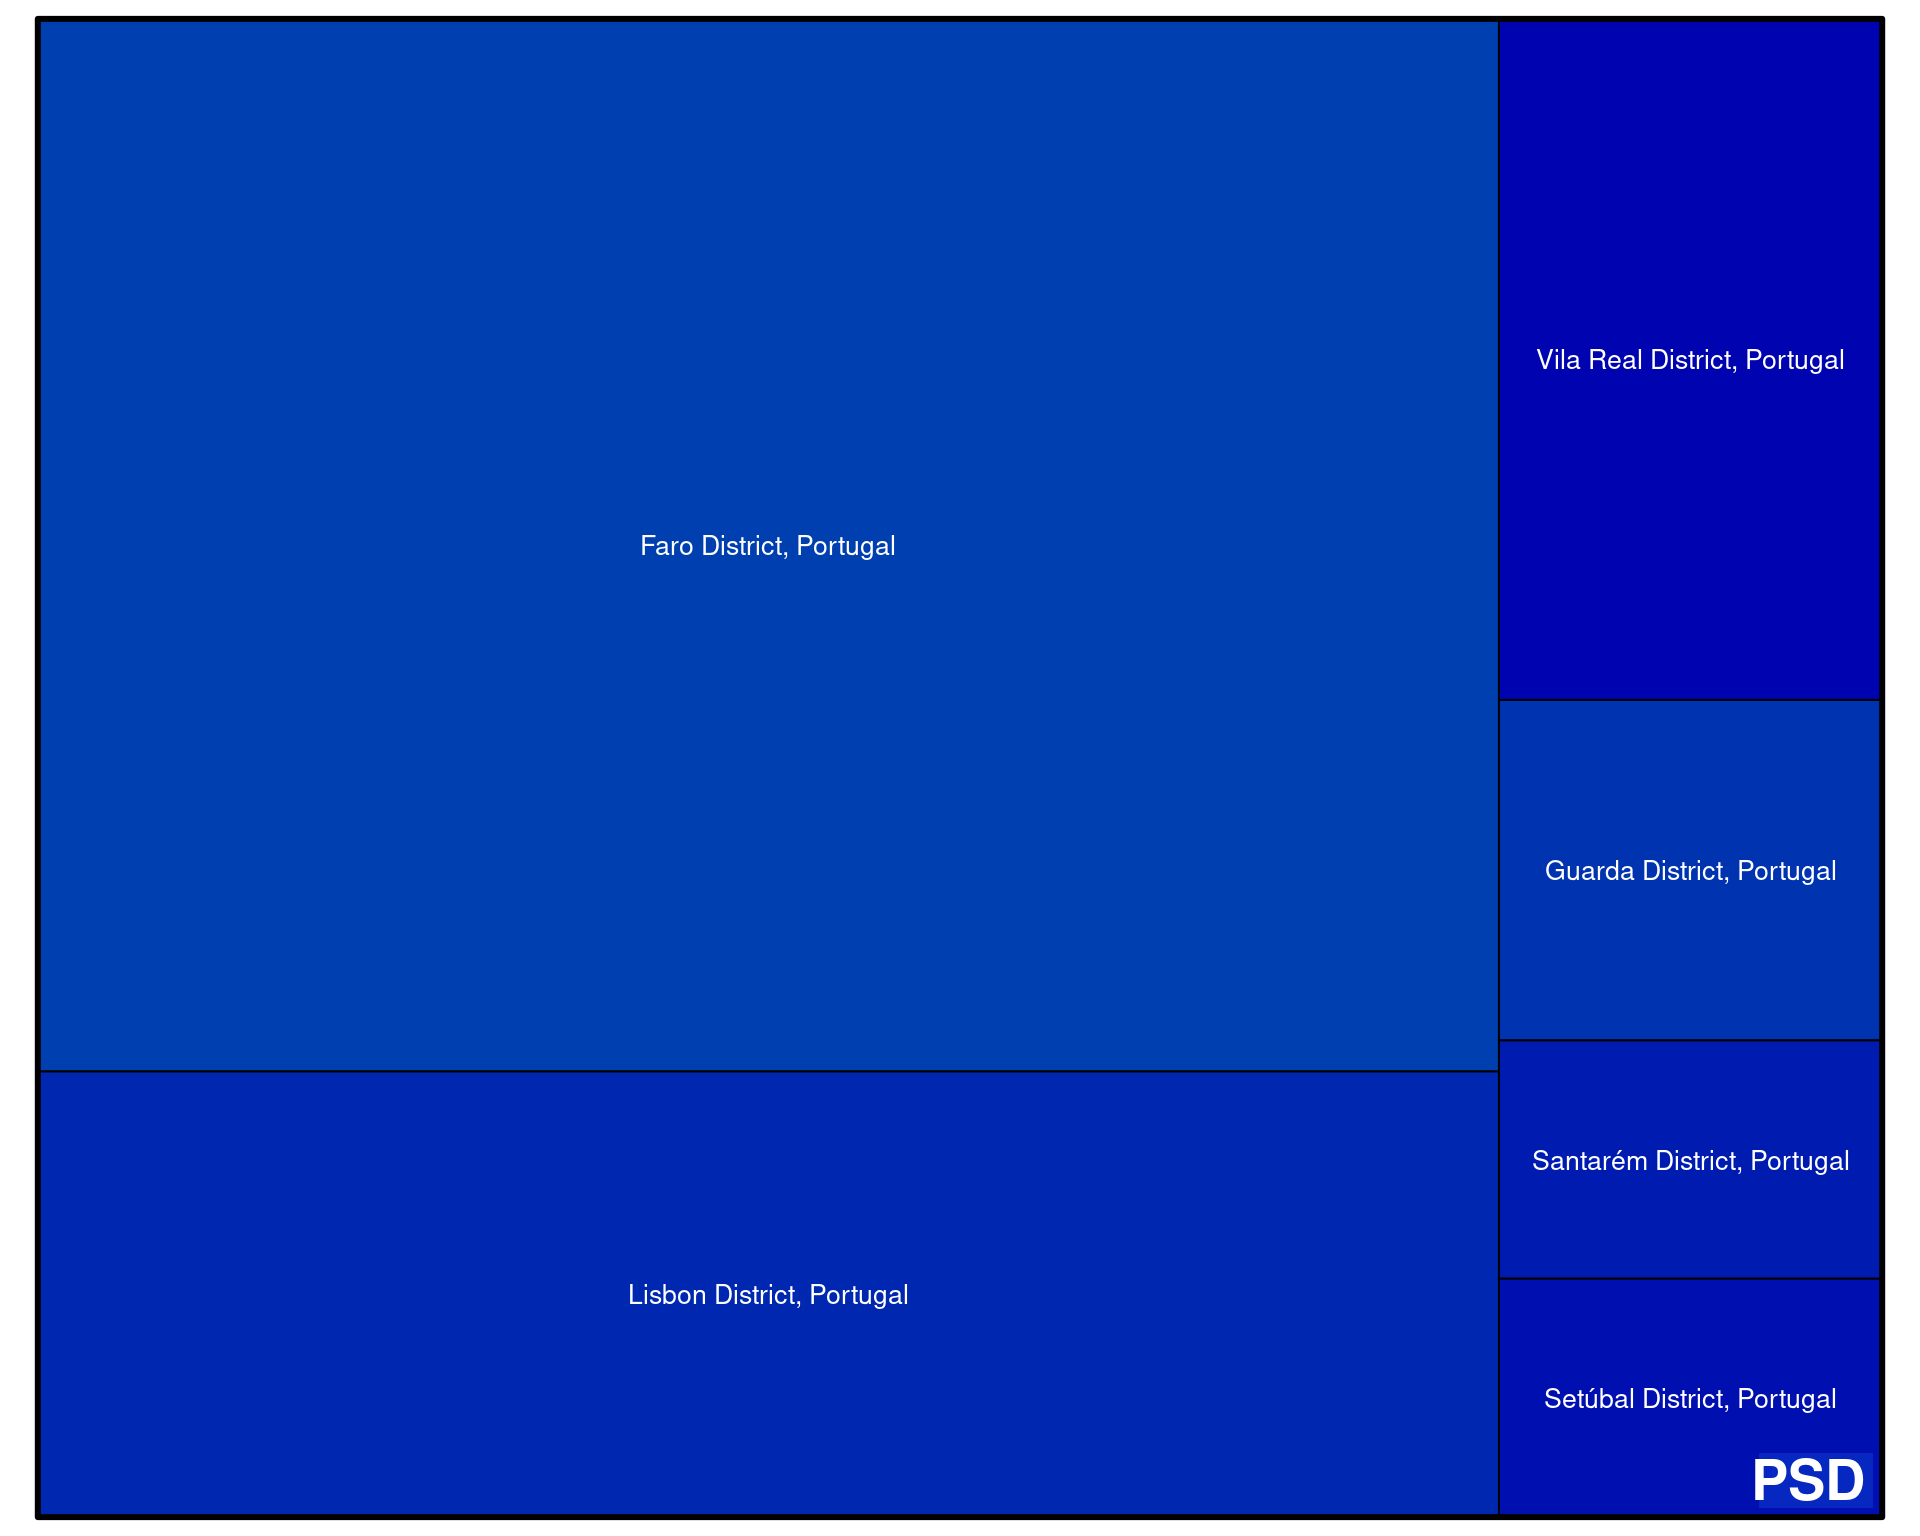 Faro District, Portugal
Lisbon District, Portugal
Vila Real District, Portugal
Guarda District, Portugal
Santarém District, Portugal
Setúbal District, Portugal
PSD